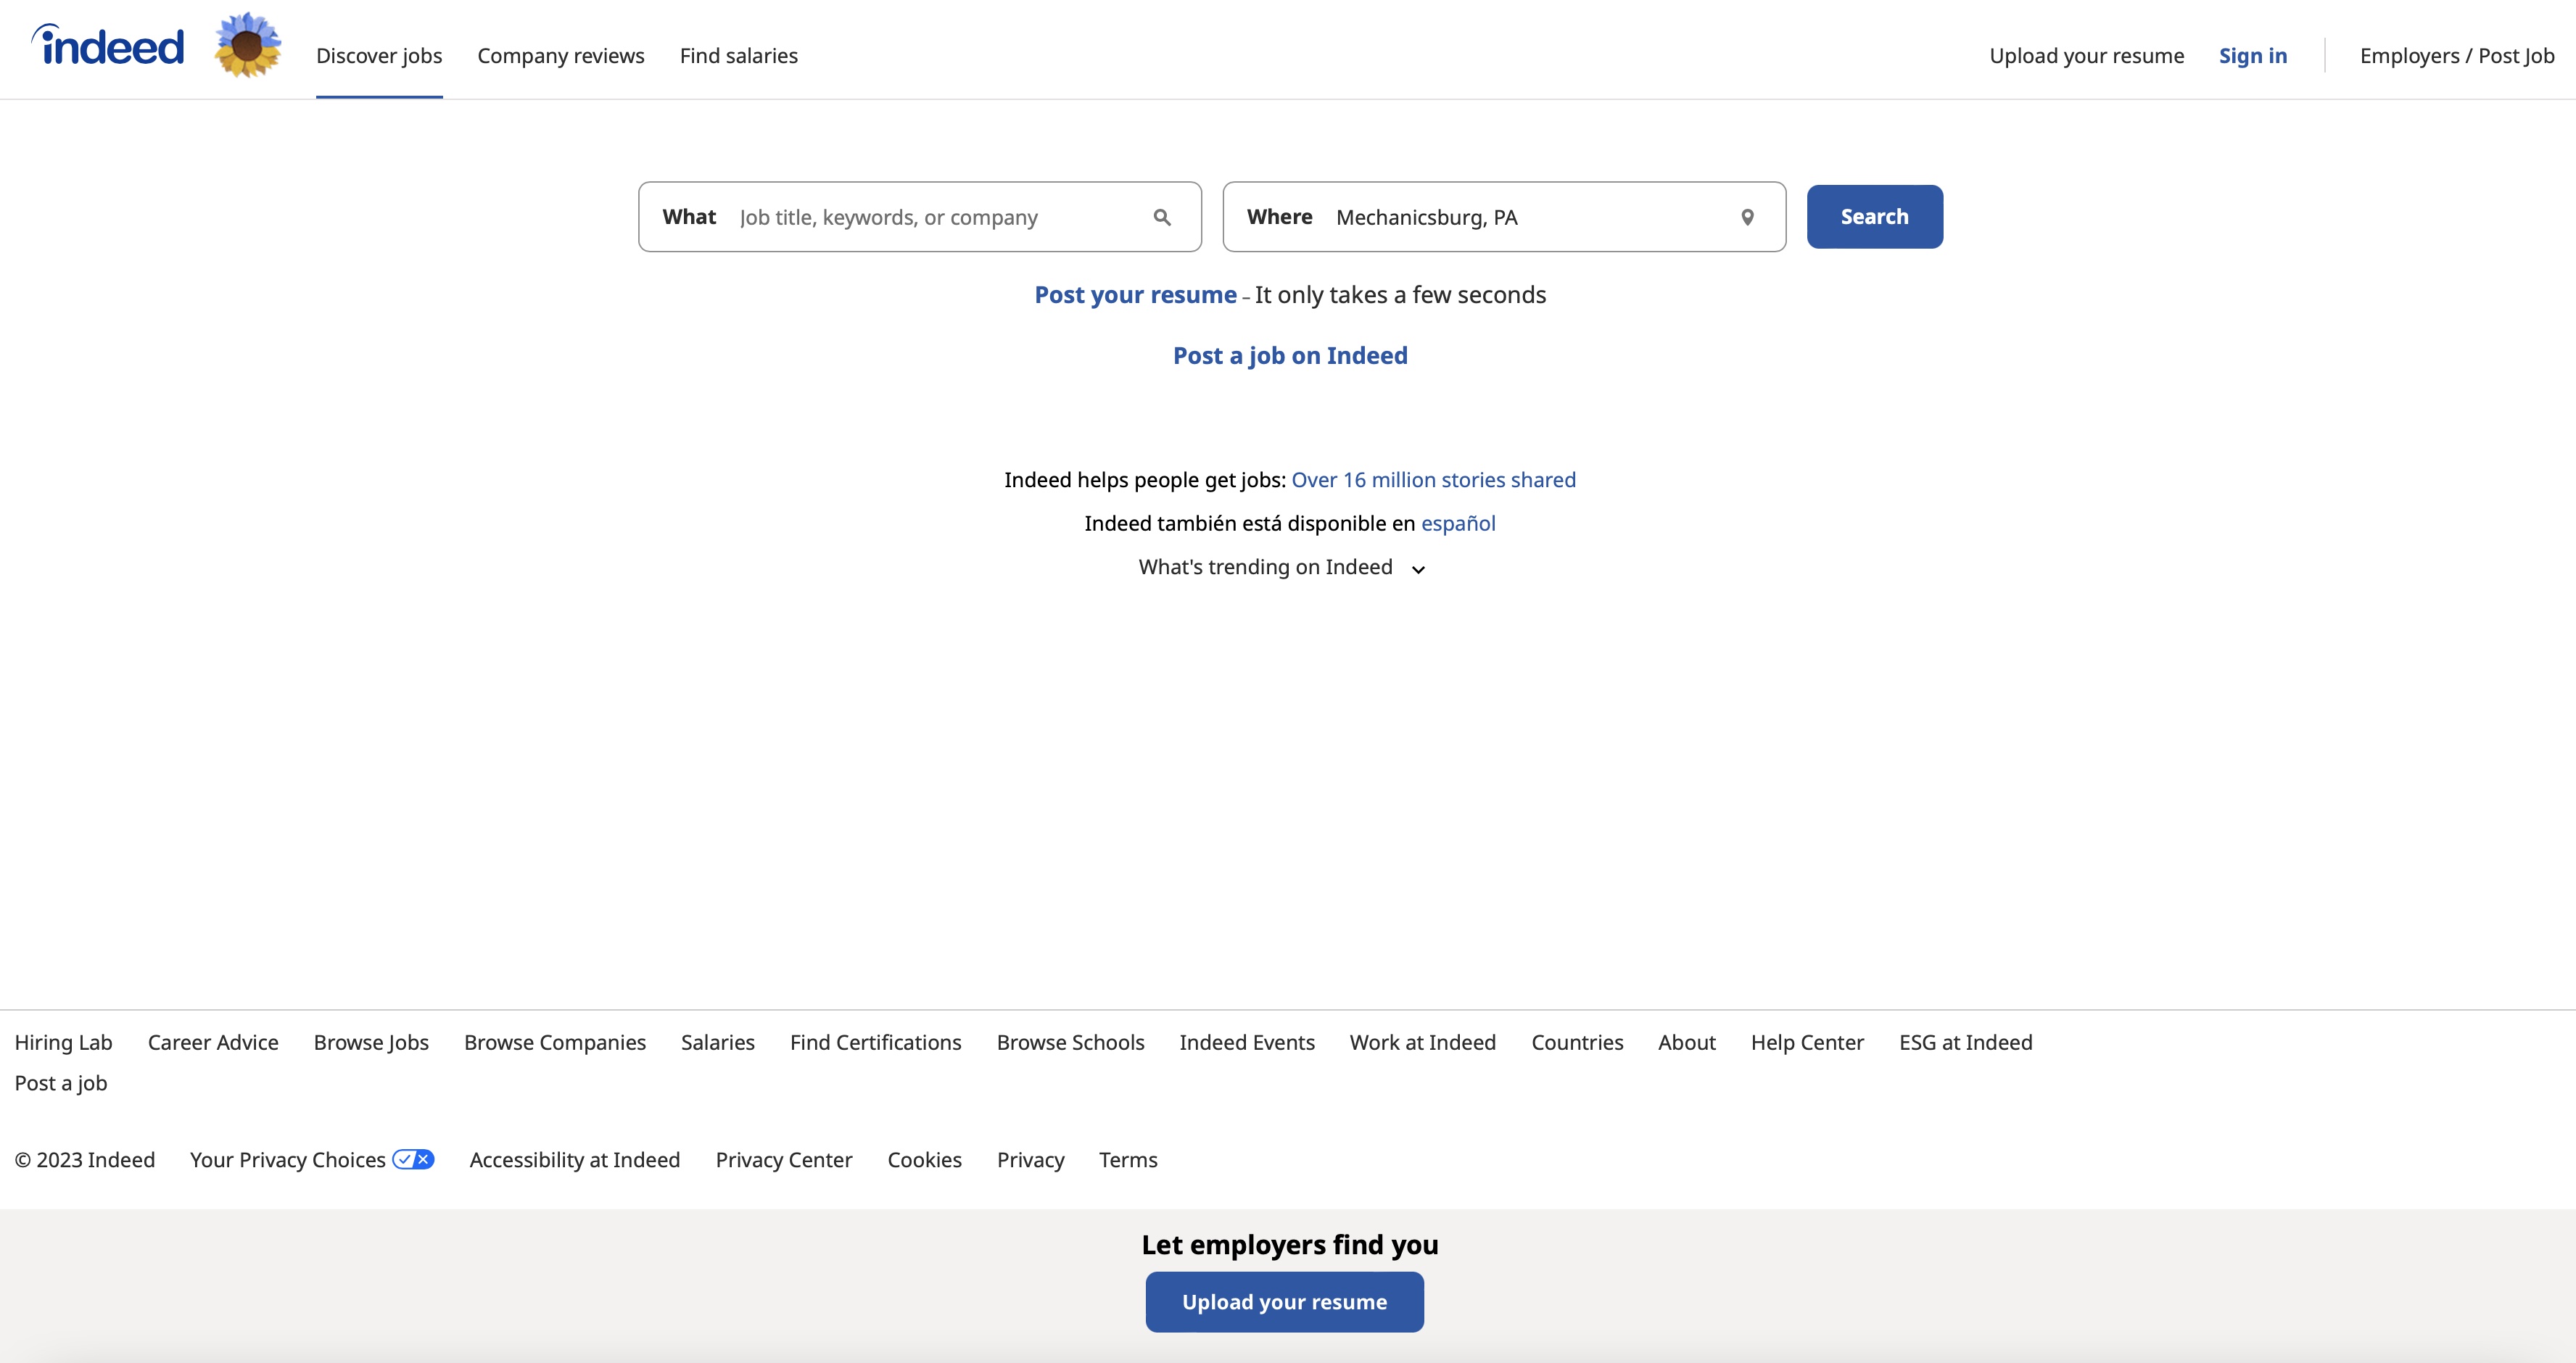 indeed
Discover jobs
Company reviews
Find salaries
Upload your resume
Sign in
Employers / Post Job
What Job title, keywords, or company
Where Mechanicsburg, PA
Search
Post your resume – It only takes a few seconds
Post a job on Indeed
Indeed helps people get jobs: Over 16 million stories shared
Indeed también está disponible en español
What's trending on Indeed
Hiring Lab Career Advice Browse Jobs Browse Companies Salaries Find Certifications Browse Schools Indeed Events Work at Indeed Countries About Help Center ESG at Indeed
Post a job
© 2023 Indeed Your Privacy Choices Accessibility at Indeed Privacy Center Cookies Privacy Terms
Let employers find you
Upload your resume